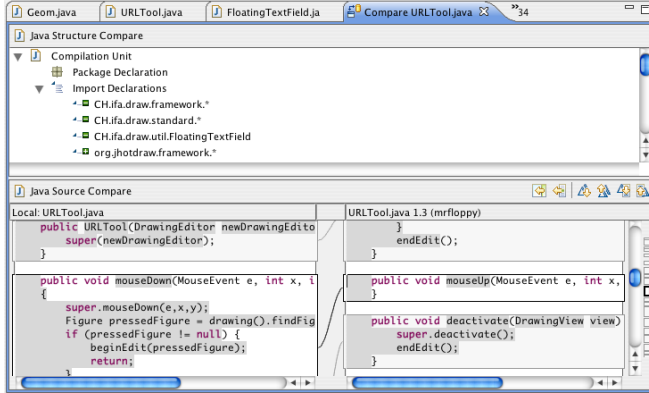 Geom.java URLTool.java FloatingTextField.ja Compare URLTool.java »34
Java Structure Compare
Compilation Unit
Package Declaration
Import Declarations
CH.ifa.draw.framework.*
CH.ifa.draw.standard.*
CH.ifa.draw.util.FloatingTextField
org.jhotdraw.framework.*
Java Source Compare
Local: URLTool.java
public URLTool(DrawingEditor newDrawingEdito
super(newDrawingEditor);
}
public void mouseDown(MouseEvent e, int x, i
{
super.mouseDown(e,x,y);
Figure pressedFigure = drawing().findFig
if (pressedFigure != null) {
beginEdit(pressedFigure);
return;
}
URLTool.java 1.3 (mrfloppy)
}
endEdit();
}
public void mouseUp(MouseEvent e, int x,
}
public void deactivate(DrawingView view)
super.deactivate();
endEdit();
}